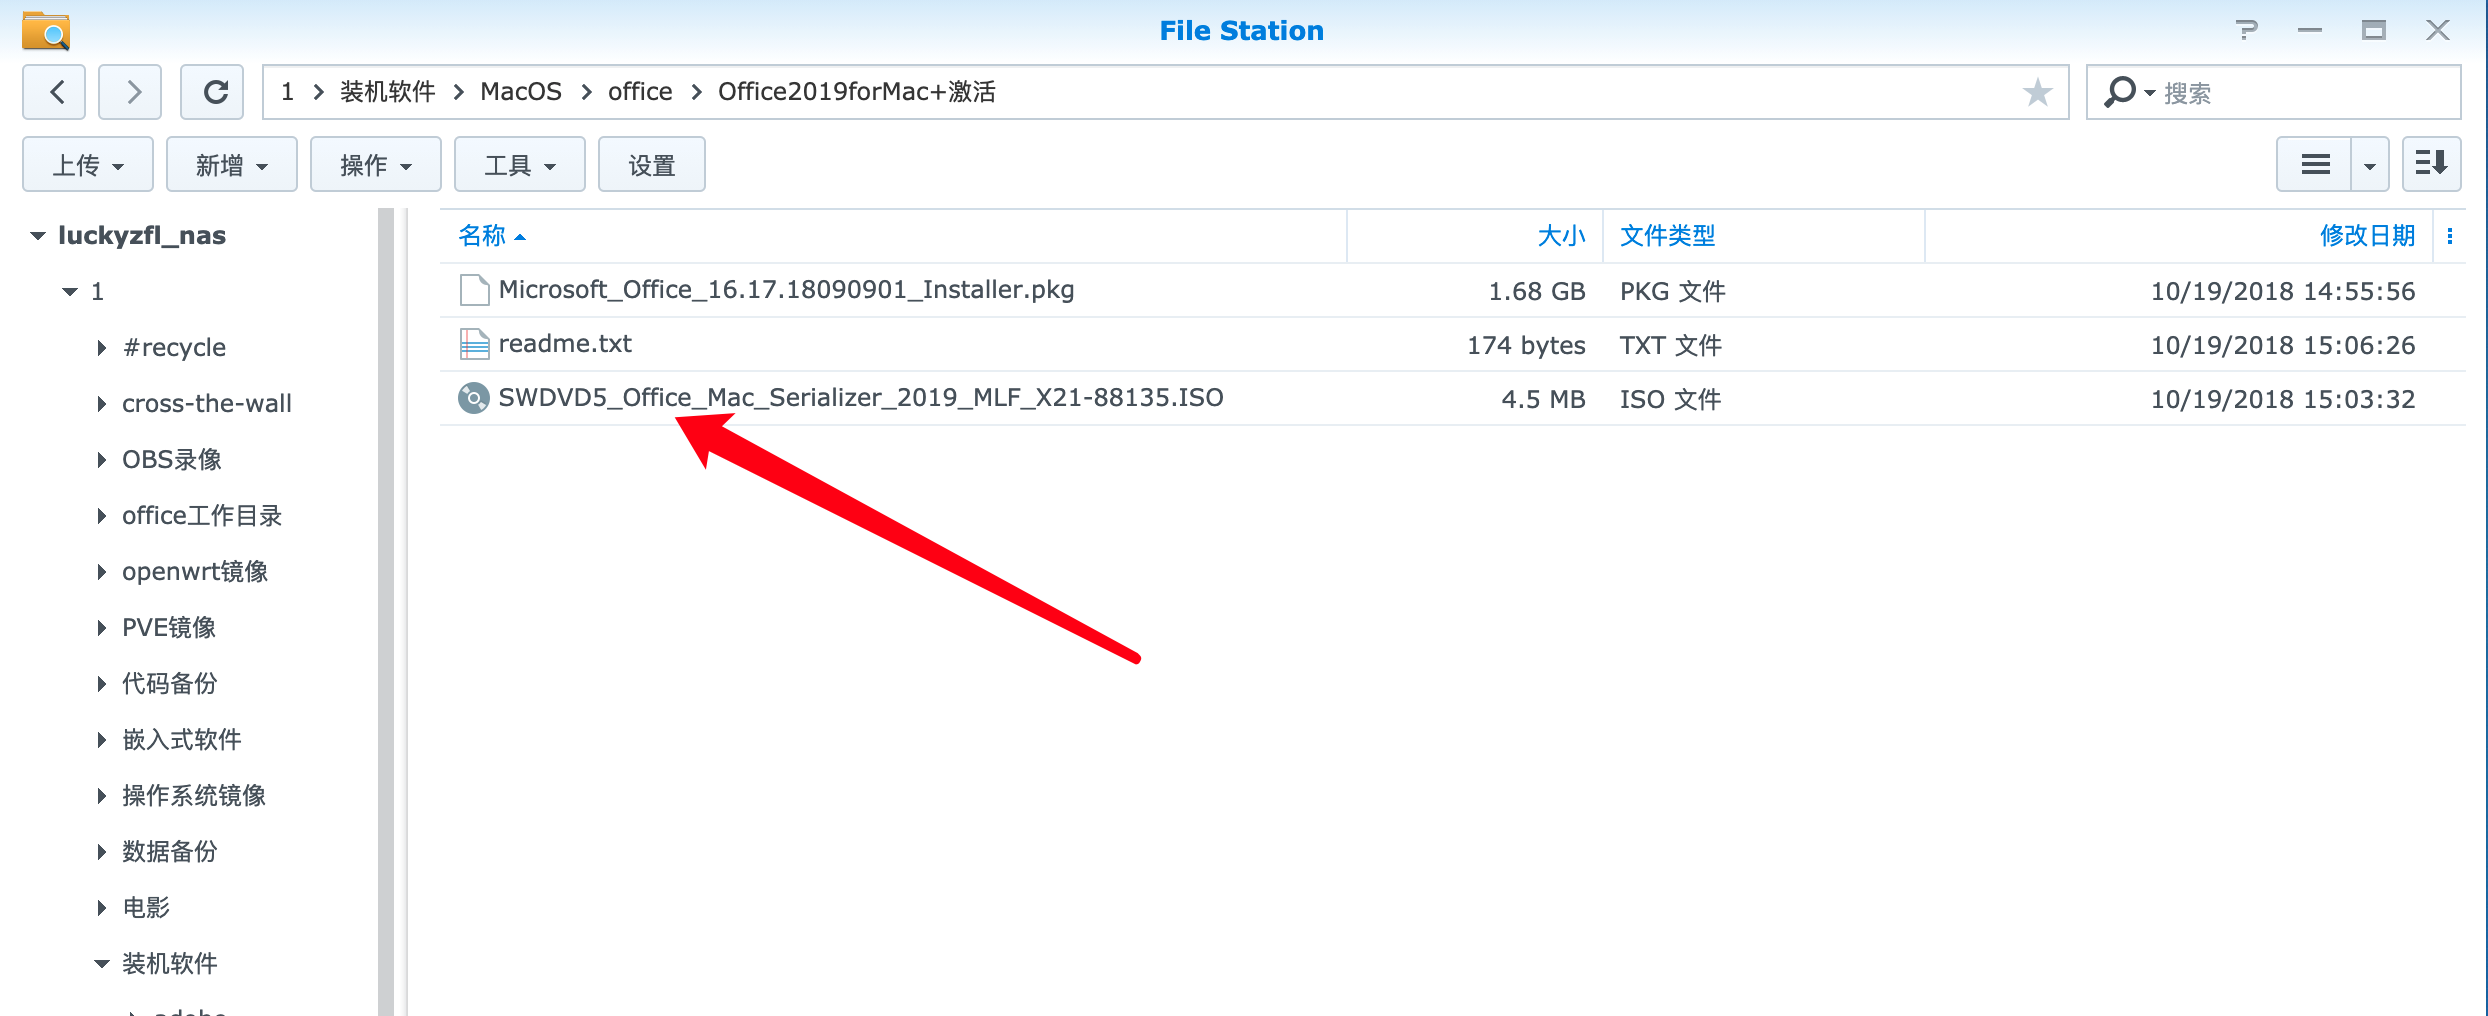 File Station
1 > 装机软件 > MacOS > office > Office2019forMac+激活
搜索
上传 新增 操作 工具 设置
luckyzfl_nas
1
#recycle
cross-the-wall
OBS录像
office工作目录
openwrt镜像
PVE镜像
代码备份
嵌入式软件
操作系统镜像
数据备份
电影
装机软件
名称 大小 文件类型 修改日期
Microsoft_Office_16.17.18090901_Installer.pkg 1.68 GB PKG 文件 10/19/2018 14:55:56
readme.txt 174 bytes TXT 文件 10/19/2018 15:06:26
SWDVD5_Office_Mac_Serializer_2019_MLF_X21-88135.ISO 4.5 MB ISO 文件 10/19/2018 15:03:32